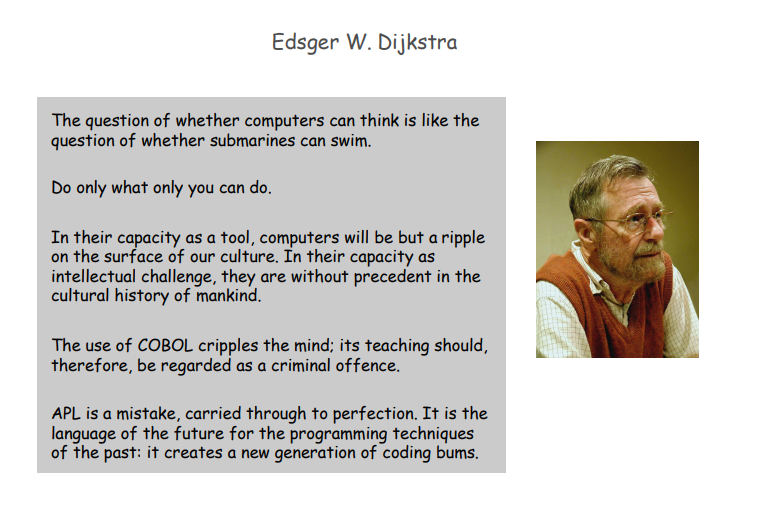 Edsger W. Dijkstra
The question of whether computers can think is like the
question of whether submarines can swim.
Do only what only you can do.
In their capacity as a tool, computers will be but a ripple
on the surface of our culture. In their capacity as
intellectual challenge, they are without precedent in the
cultural history of mankind.
The use of COBOL cripples the mind; its teaching should,
therefore, be regarded as a criminal offence.
APL is a mistake, carried through to perfection. It is the
language of the future for the programming techniques
of the past: it creates a new generation of coding bums.